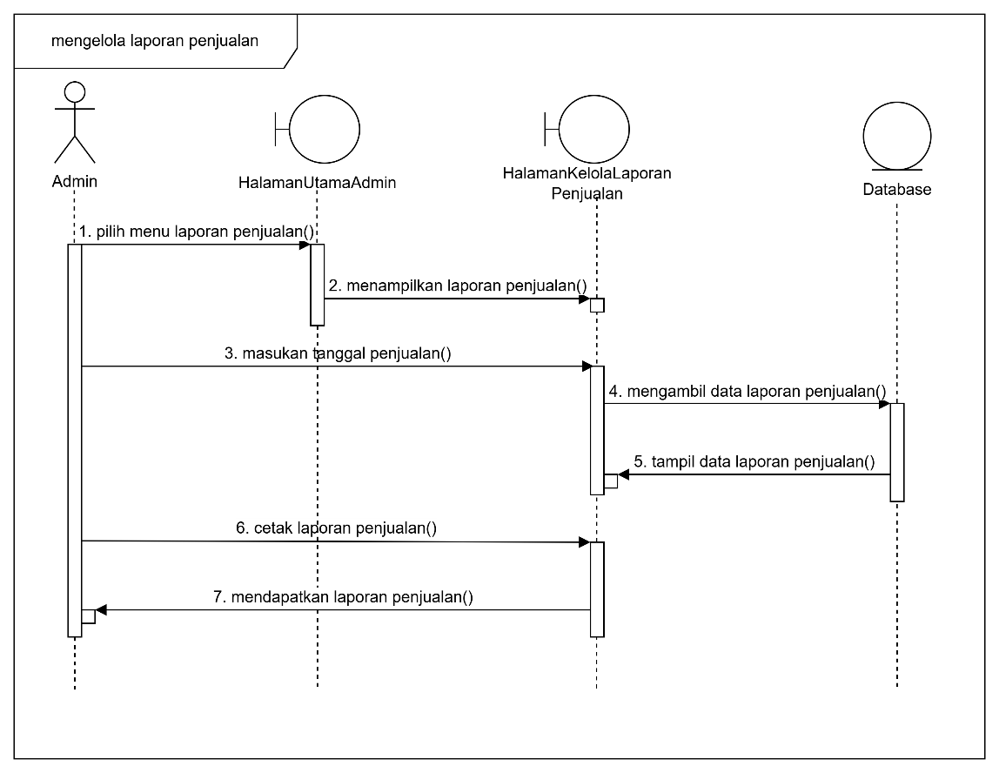 mengelola laporan penjualan
Admin
HalamanUtamaAdmin
HalamanKelolaLaporan
Penjualan
Database
1. pilih menu laporan penjualan()
2. menampilkan laporan penjualan()
3. masukan tanggal penjualan()
4. mengambil data laporan penjualan()
5. tampil data laporan penjualan()
6. cetak laporan penjualan()
7. mendapatkan laporan penjualan()